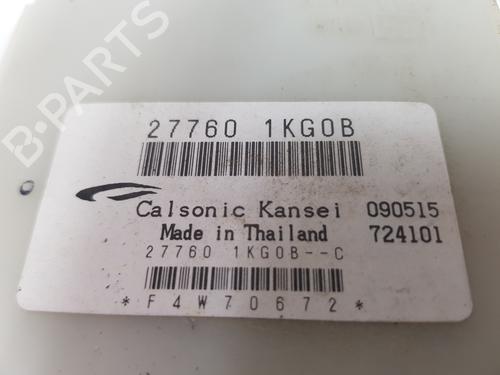 B-PARTS
27760 1KG0B
Calsonic Kansei 090515
Made in Thailand 724101
27760 1KG0B--C
*F4W70672*